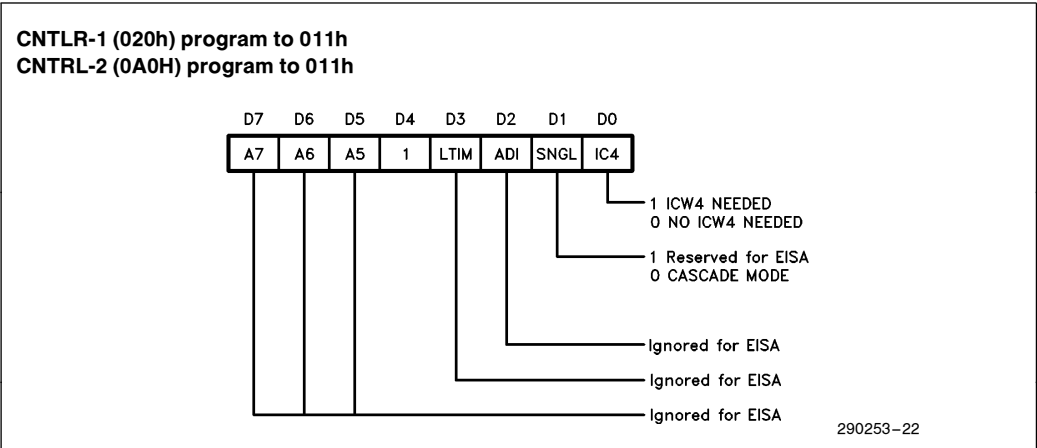 CNTLR-1 (020h) program to 011h
CNTRL-2 (0A0H) program to 011h
D7 D6 D5 D4 D3 D2 D1 D0
A7 A6 A5 1 LTIM ADI SNGL IC4
1 ICW4 NEEDED
0 NO ICW4 NEEDED
1 Reserved for EISA
0 CASCADE MODE
Ignored for EISA
Ignored for EISA
Ignored for EISA
290253–22